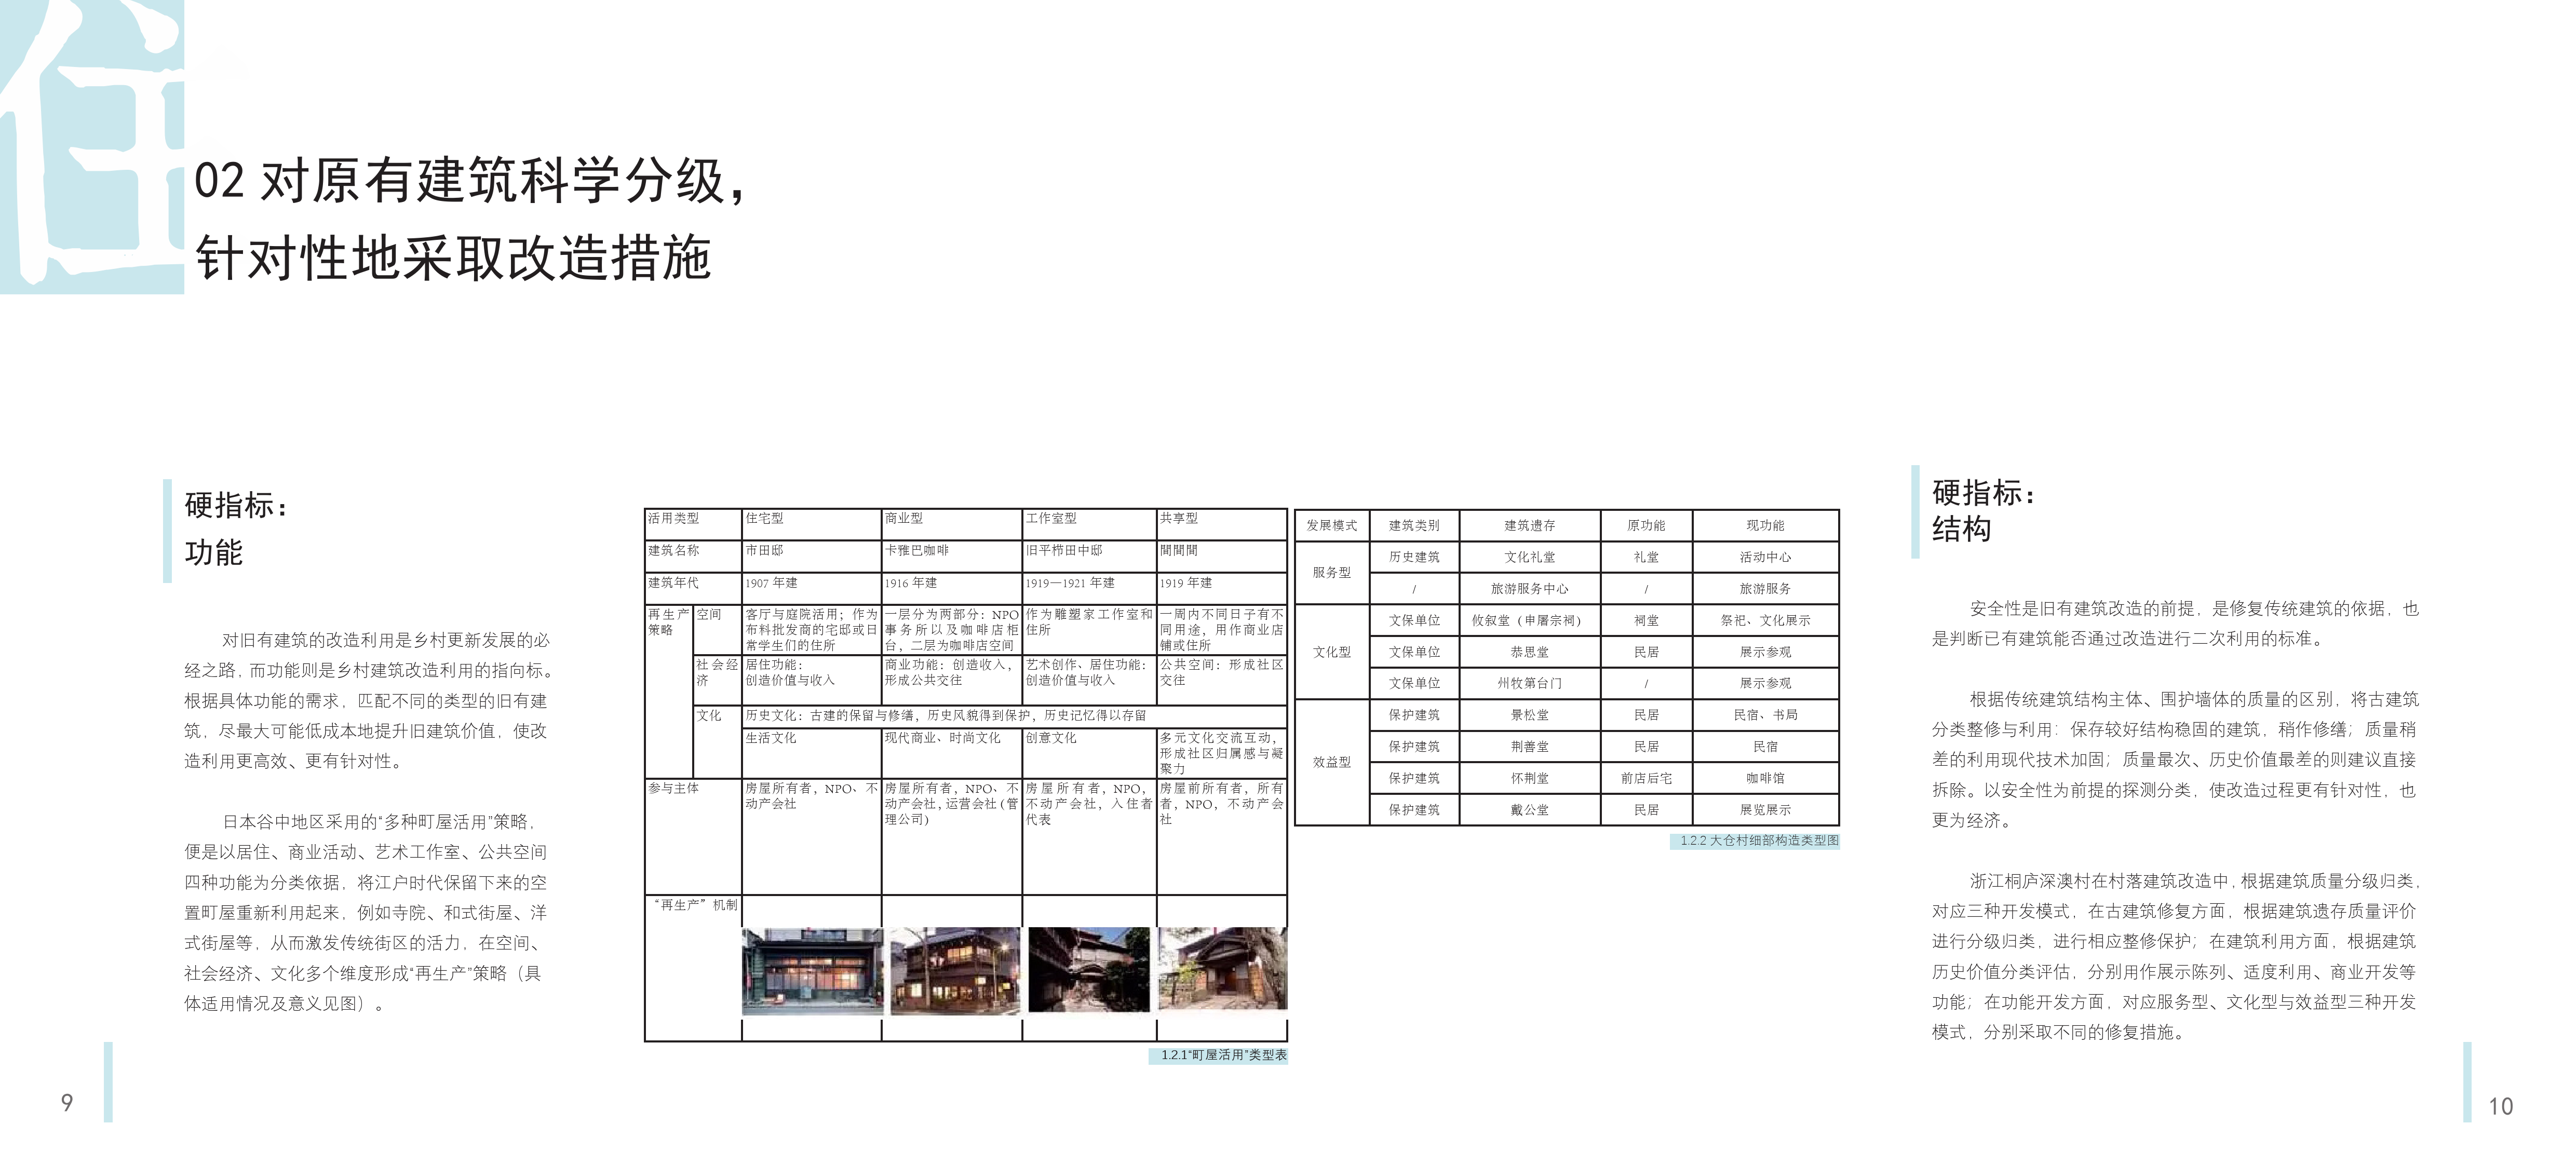 住
02 对原有建筑科学分级，
针对性地采取改造措施
硬指标：
功能
对旧有建筑的改造利用是乡村更新发展的必
经之路，而功能则是乡村建筑改造利用的指向标。
根据具体功能的需求，匹配不同的类型的旧有建
筑，尽最大可能低成本地提升旧建筑价值，使改
造利用更高效、更有针对性。
日本谷中地区采用的“多种町屋活用”策略，
便是以居住、商业活动、艺术工作室、公共空间
四种功能为分类依据，将江户时代保留下来的空
置町屋重新利用起来，例如寺院、和式街屋、洋
式街屋等，从而激发传统街区的活力，在空间、
社会经济、文化多个维度形成“再生产”策略（具
体适用情况及意义见图）。
活用类型 住宅型 商业型 工作室型 共享型
建筑名称 市田邸 卡雅巴咖啡 旧平栉田中邸 間間間
建筑年代 1907 年建 1916 年建 1919—1921 年建 1919 年建
再生产 空间 客厅与庭院活用；作为 一层分为两部分：NPO 作为雕塑家工作室和 一周内不同日子有不
策略 布料批发商的宅邸或日 事务所以及咖啡店柜 住所 同用途，用作商业店
常学生们的住所 台，二层为咖啡店空间 铺或住所
社会经 居住功能： 商业功能：创造收入， 艺术创作、居住功能： 公共空间：形成社区
济 创造价值与收入 形成公共交往 创造价值与收入 交往
文化 历史文化：古建的保留与修缮，历史风貌得到保护，历史记忆得以存留
生活文化 现代商业、时尚文化 创意文化 多元文化交流互动，
形成社区归属感与凝
聚力
参与主体 房屋所有者，NPO、不 房屋所有者，NPO、不 房屋所有者，NPO， 房屋前所有者，所有
动产会社 动产会社，运营会社（管 不动产会社，入住者 者，NPO，不动产会
理公司） 代表 社
“再生产”机制
1.2.1“町屋活用”类型表
发展模式 建筑类别 建筑遗存 原功能 现功能
服务型 历史建筑 文化礼堂 礼堂 活动中心
/ 旅游服务中心 / 旅游服务
文化型 文保单位 攸叙堂（申屠宗祠） 祠堂 祭祀、文化展示
文保单位 恭思堂 民居 展示参观
文保单位 州牧第台门 / 展示参观
效益型 保护建筑 景松堂 民居 民宿、书局
保护建筑 荆善堂 民居 民宿
保护建筑 怀荆堂 前店后宅 咖啡馆
保护建筑 戴公堂 民居 展览展示
1.2.2 大仓村细部构造类型图
硬指标：
结构
安全性是旧有建筑改造的前提，是修复传统建筑的依据，也
是判断已有建筑能否通过改造进行二次利用的标准。
根据传统建筑结构主体、围护墙体的质量的区别，将古建筑
分类整修与利用：保存较好结构稳固的建筑，稍作修缮；质量稍
差的利用现代技术加固；质量最次、历史价值最差的则建议直接
拆除。以安全性为前提的探测分类，使改造过程更有针对性，也
更为经济。
浙江桐庐深澳村在村落建筑改造中，根据建筑质量分级归类，
对应三种开发模式，在古建筑修复方面，根据建筑遗存质量评价
进行分级归类，进行相应整修保护；在建筑利用方面，根据建筑
历史价值分类评估，分别用作展示陈列、适度利用、商业开发等
功能；在功能开发方面，对应服务型、文化型与效益型三种开发
模式，分别采取不同的修复措施。
9
10